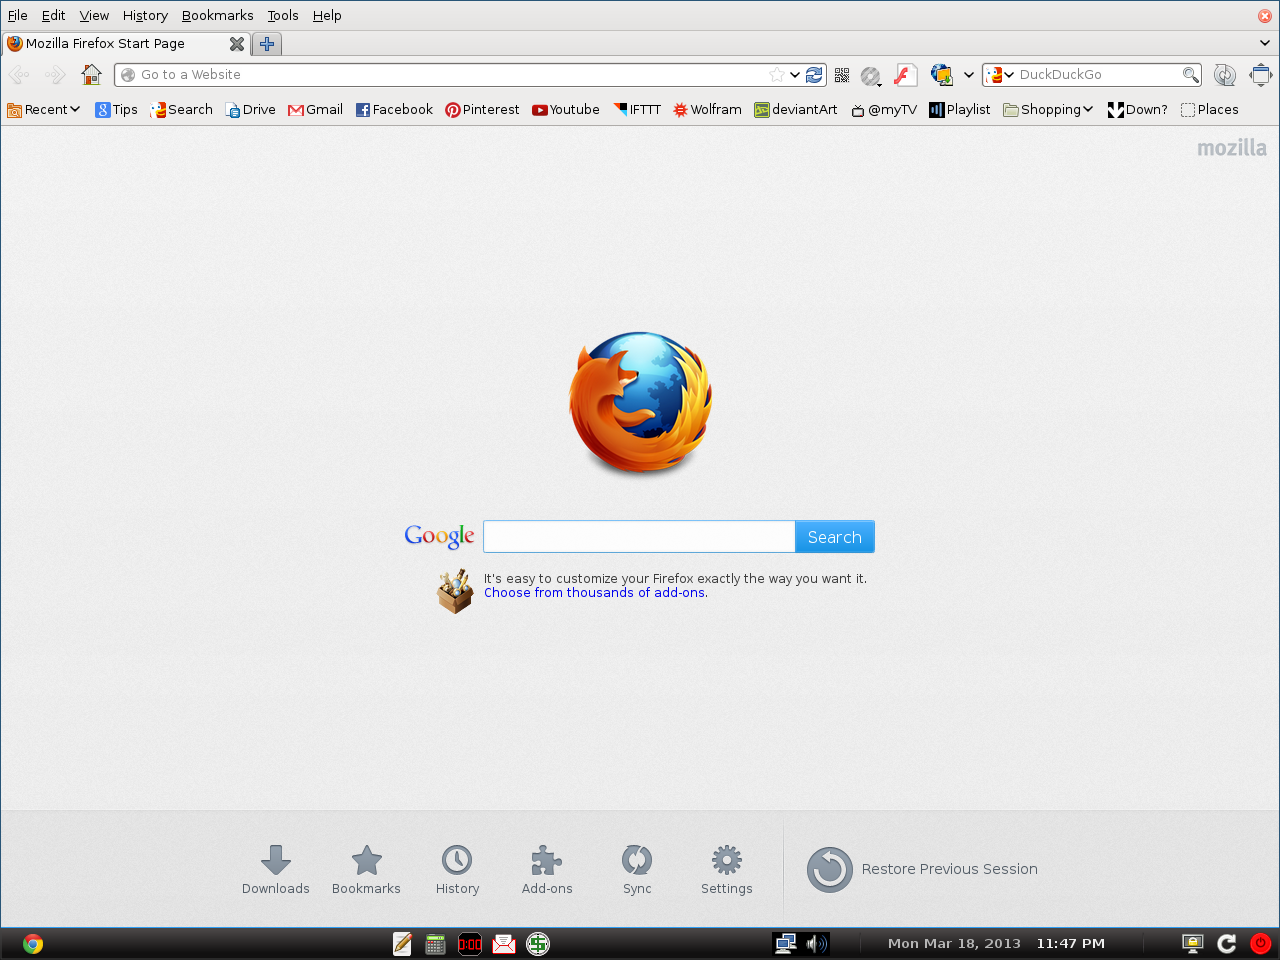 File Edit View History Bookmarks Tools Help
Mozilla Firefox Start Page
Go to a Website
DuckDuckGo
Recent Tips Search Drive Gmail Facebook Pinterest Youtube IFTTT Wolfram deviantArt @myTV Playlist Shopping Down? Places
mozilla
Google
Search
It's easy to customize your Firefox exactly the way you want it.
Choose from thousands of add-ons.
Downloads Bookmarks History Add-ons Sync Settings Restore Previous Session
0:00
Mon Mar 18, 2013 11:47 PM